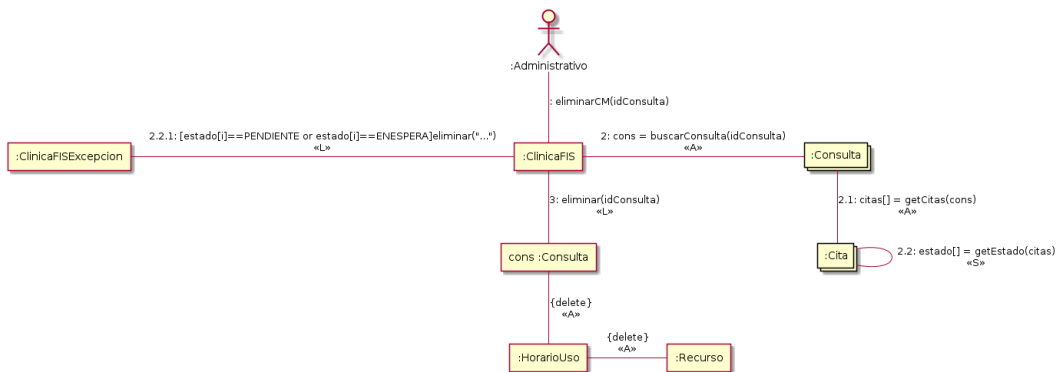 :Administrativo
: eliminarCM(idConsulta)
2.2.1: [estado[i]==PENDIENTE or estado[i]==ENESPERA]eliminar("...")
«L»
2: cons = buscarConsulta(idConsulta)
«A»
:ClinicaFISExcepcion
:ClinicaFIS
:Consulta
3: eliminar(idConsulta)
«L»
2.1: citas[] = getCitas(cons)
«A»
cons :Consulta
:Cita
2.2: estado[] = getEstado(citas)
«S»
{delete}
«A»
:HorarioUso
{delete}
«A»
:Recurso